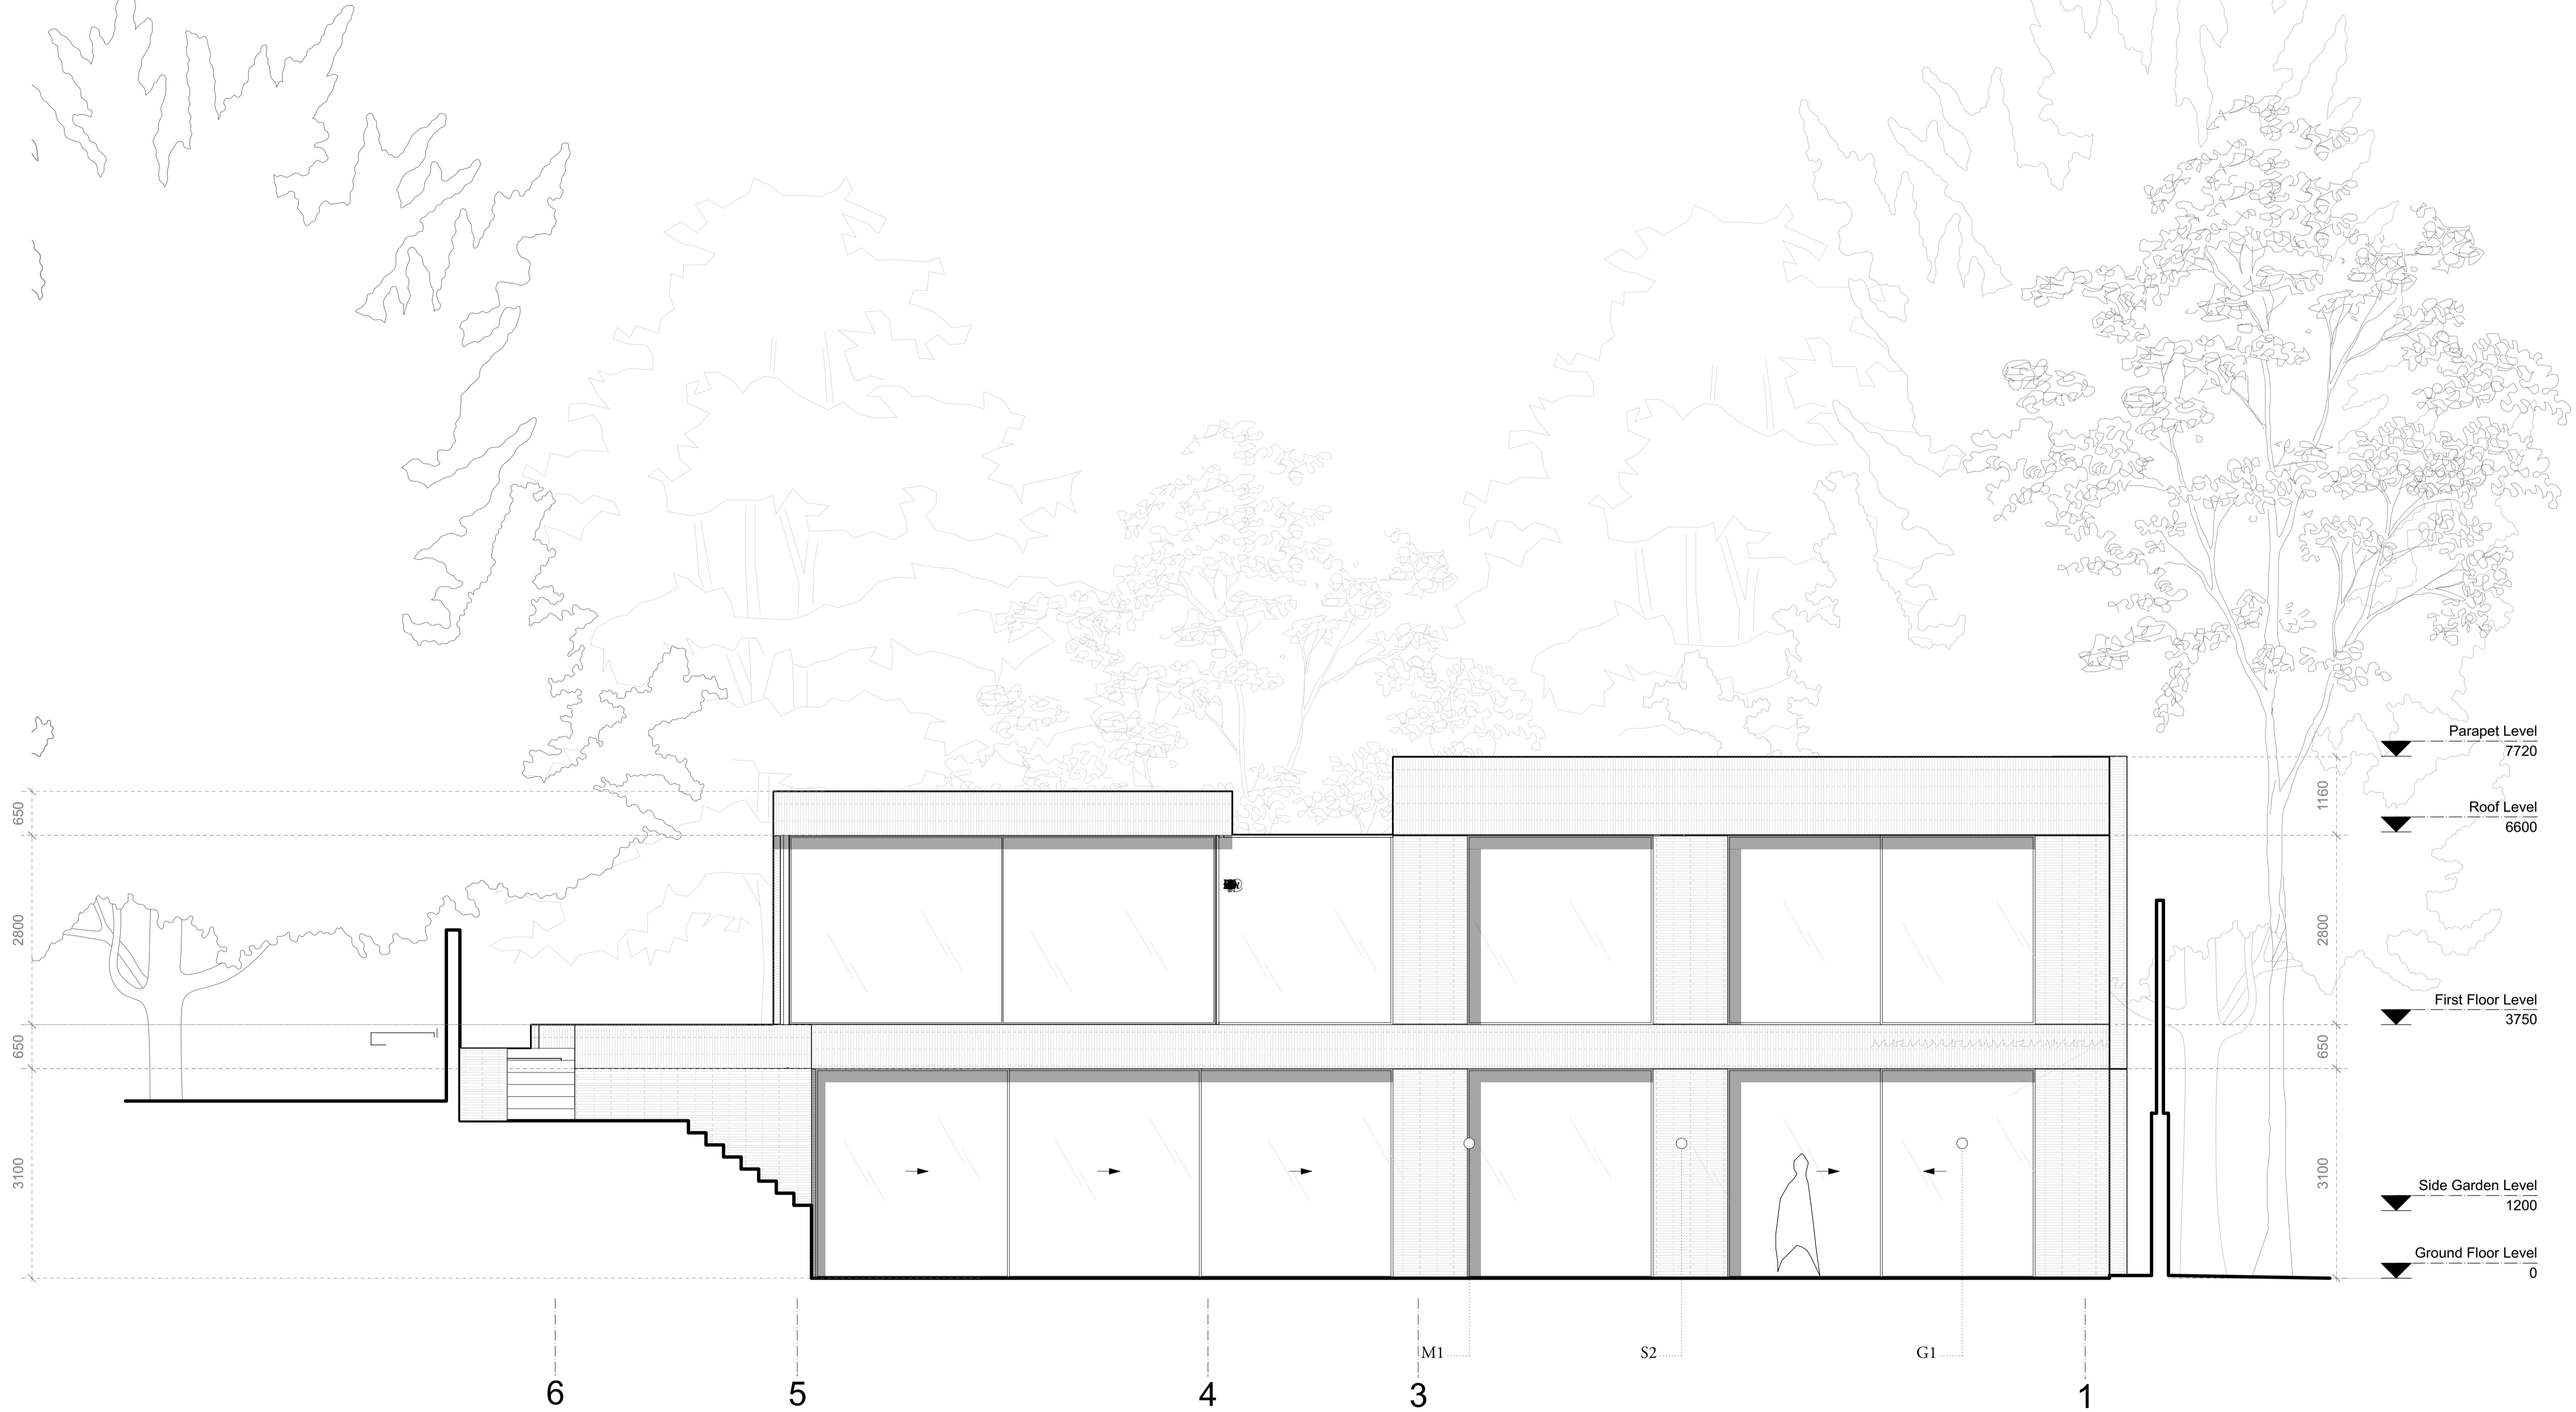 Parapet Level
7720
650
1160
Roof Level
6600
2800
2800
First Floor Level
3750
650
650
3100
3100
Side Garden Level
1200
Ground Floor Level
0
M1
S2
G1
6
5
4
3
1